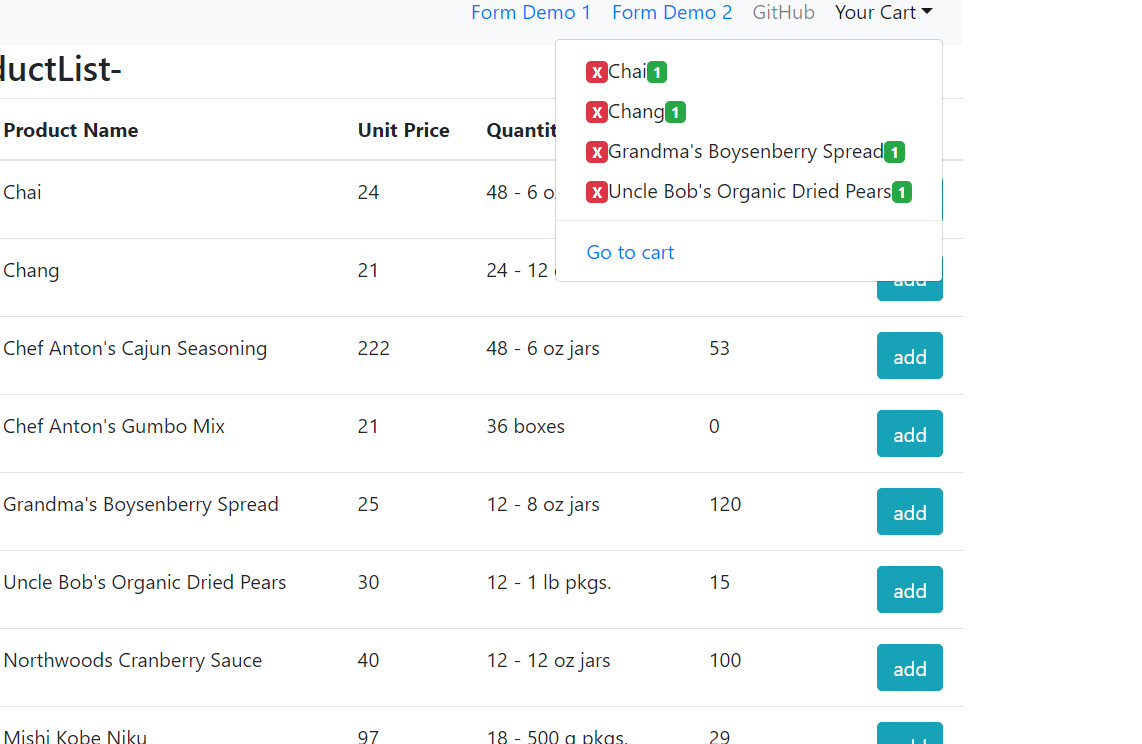 Form Demo 1 Form Demo 2 GitHub Your Cart
ductList-
X Chai 1
X Chang 1
X Grandma's Boysenberry Spread 1
X Uncle Bob's Organic Dried Pears 1
Go to cart
Product Name Unit Price Quantit
Chai 24 48 - 6 oz
Chang 21 24 - 12 add
Chef Anton's Cajun Seasoning 222 48 - 6 oz jars 53 add
Chef Anton's Gumbo Mix 21 36 boxes 0 add
Grandma's Boysenberry Spread 25 12 - 8 oz jars 120 add
Uncle Bob's Organic Dried Pears 30 12 - 1 lb pkgs. 15 add
Northwoods Cranberry Sauce 40 12 - 12 oz jars 100 add
Mishi Kobe Niku 97 18 - 500 g pkgs. 29 add